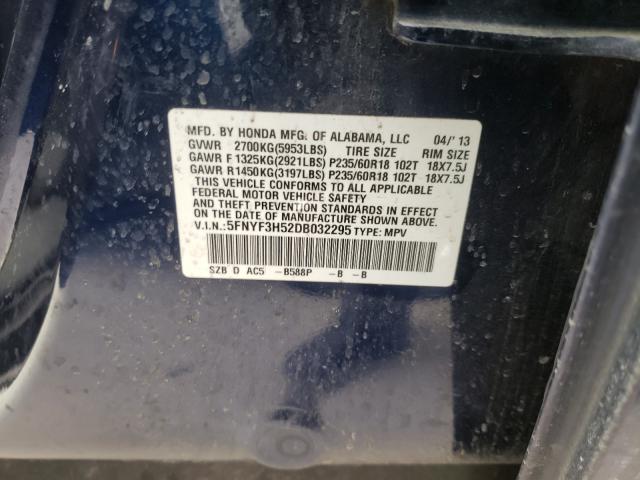 MFD. BY HONDA MFG. OF ALABAMA, LLC 04/'13
GVWR 2700KG(5953LBS) TIRE SIZE RIM SIZE
GAWR F 1325KG(2921LBS) P235/60R18 102T 18X7.5J
GAWR R1450KG(3197LBS) P235/60R18 102T 18X7.5J
THIS VEHICLE CONFORMS TO ALL APPLICABLE
FEDERAL MOTOR VEHICLE SAFETY
AND THEFT PREVENTION STANDARDS IN EFFECT
ON THE DATE OF MANUFACTURE SHOWN ABOVE.
V.I.N.:5FNYF3H52DB032295 TYPE: MPV
SZB D AC5 -B588P -B -B